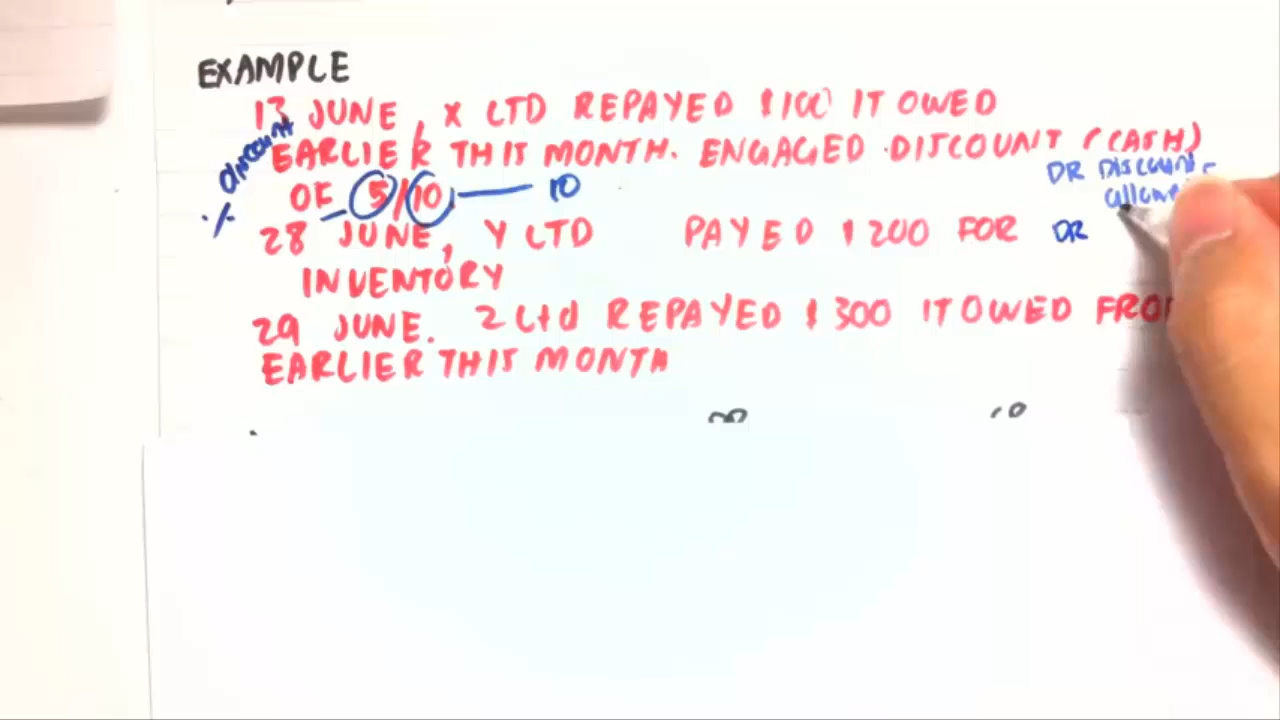 EXAMPLE
13 JUNE, X LTD REPAYED $100 IT OWED
EARLIER THIS MONTH. ENGAGED DISCOUNT (CASH)
OF 5/10 10
% discount
DR DISCOUNT
28 JUNE, Y LTD PAYED $200 FOR DR
INVENTORY
29 JUNE. Z Ltd REPAYED $300 IT OWED
EARLIER THIS MONTH